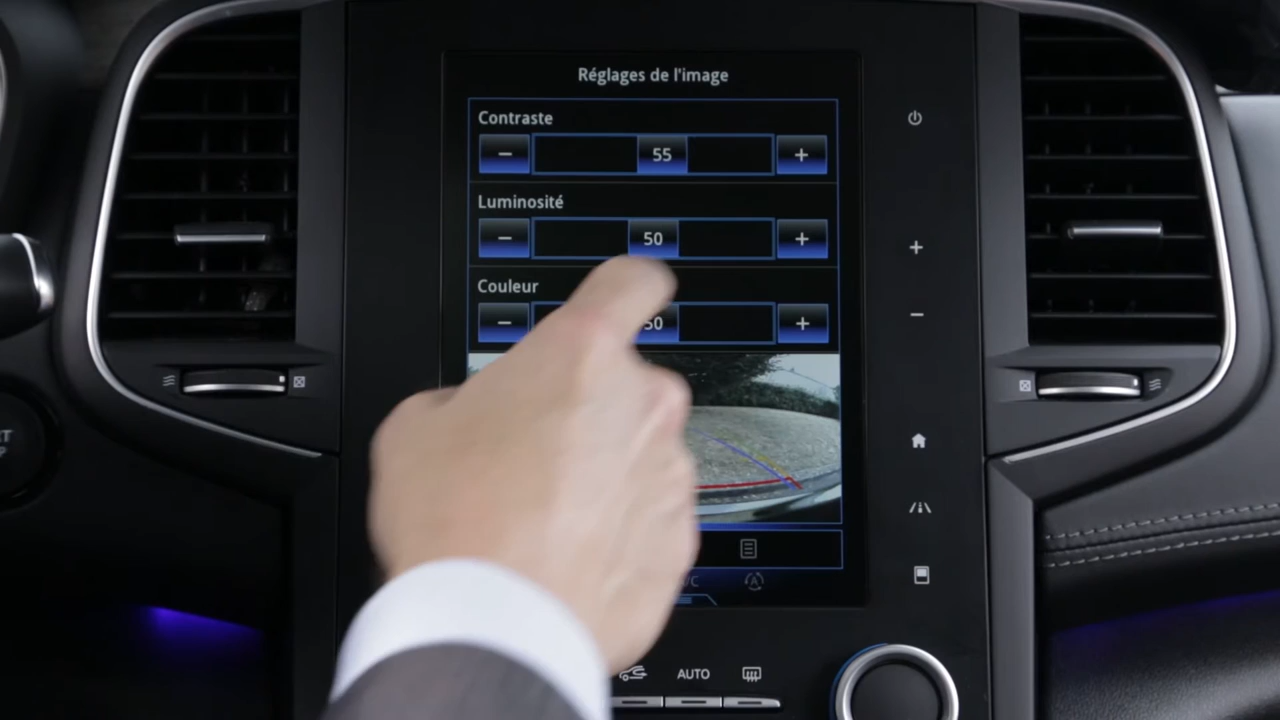 Réglages de l'image
Contraste
− 55 +
Luminosité
− 50 +
Couleur
− 50 +
AUTO